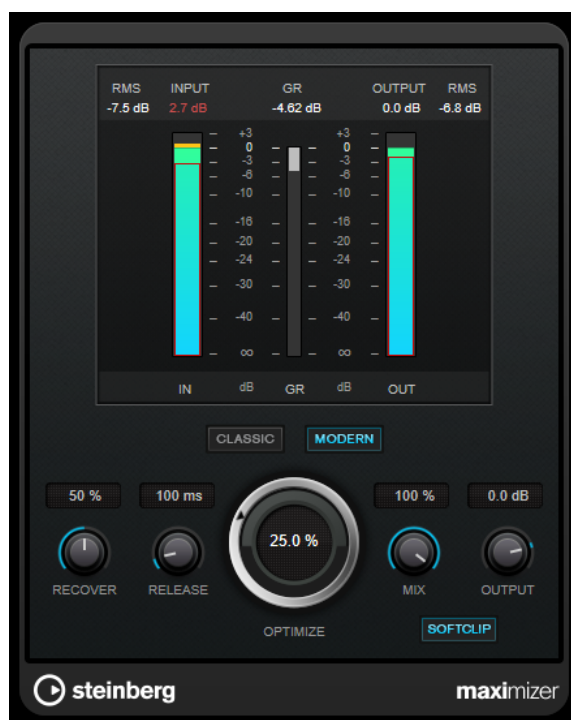 RMS INPUT GR OUTPUT RMS
-7.5 dB 2.7 dB -4.62 dB 0.0 dB -6.8 dB
+3 +3
0 0
-3 -3
-6 -6
-10 -10
-16 -16
-20 -20
-24 -24
-30 -30
-40 -40
∞ ∞
IN dB GR dB OUT
CLASSIC MODERN
50 % 100 ms 25.0 % 100 % 0.0 dB
RECOVER RELEASE MIX OUTPUT
OPTIMIZE SOFTCLIP
steinberg maximizer